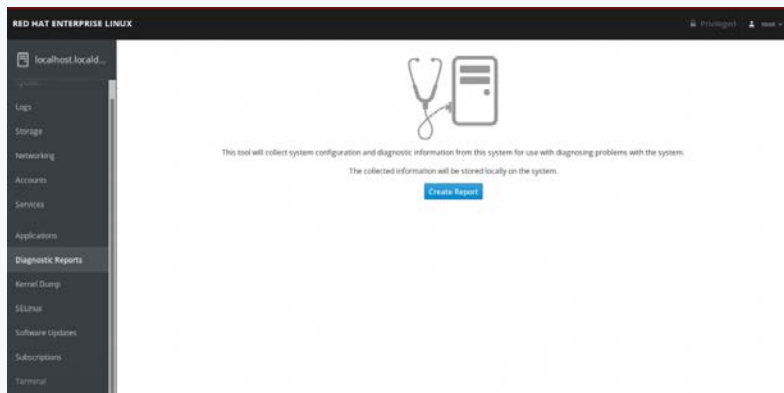 RED HAT ENTERPRISE LINUX
Privileged
root
localhost.locald...
Logs
Storage
Networking
Accounts
Services
Applications
Diagnostic Reports
Kernel Dump
SELinux
Software Updates
Subscriptions
Terminal
This tool will collect system configuration and diagnostic information from this system for use with diagnosing problems with the system.
The collected information will be stored locally on the system.
Create Report